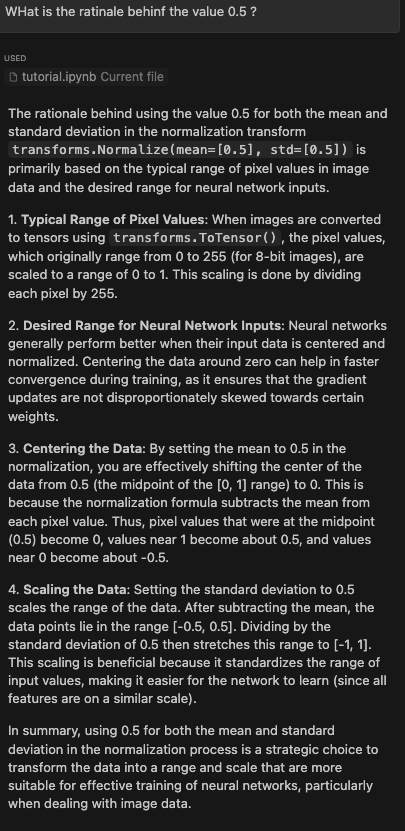 WHat is the ratinale behinf the value 0.5 ?
USED
tutorial.ipynb Current file
The rationale behind using the value 0.5 for both the mean and
standard deviation in the normalization transform
transforms.Normalize(mean=[0.5], std=[0.5]) is
primarily based on the typical range of pixel values in image
data and the desired range for neural network inputs.
1. Typical Range of Pixel Values: When images are converted
to tensors using transforms.ToTensor() , the pixel values,
which originally range from 0 to 255 (for 8-bit images), are
scaled to a range of 0 to 1. This scaling is done by dividing
each pixel by 255.
2. Desired Range for Neural Network Inputs: Neural networks
generally perform better when their input data is centered and
normalized. Centering the data around zero can help in faster
convergence during training, as it ensures that the gradient
updates are not disproportionately skewed towards certain
weights.
3. Centering the Data: By setting the mean to 0.5 in the
normalization, you are effectively shifting the center of the
data from 0.5 (the midpoint of the [0, 1] range) to 0. This is
because the normalization formula subtracts the mean from
each pixel value. Thus, pixel values that were at the midpoint
(0.5) become 0, values near 1 become about 0.5, and values
near 0 become about -0.5.
4. Scaling the Data: Setting the standard deviation to 0.5
scales the range of the data. After subtracting the mean, the
data points lie in the range [-0.5, 0.5]. Dividing by the
standard deviation of 0.5 then stretches this range to [-1, 1].
This scaling is beneficial because it standardizes the range of
input values, making it easier for the network to learn (since all
features are on a similar scale).
In summary, using 0.5 for both the mean and standard
deviation in the normalization process is a strategic choice to
transform the data into a range and scale that are more
suitable for effective training of neural networks, particularly
when dealing with image data.